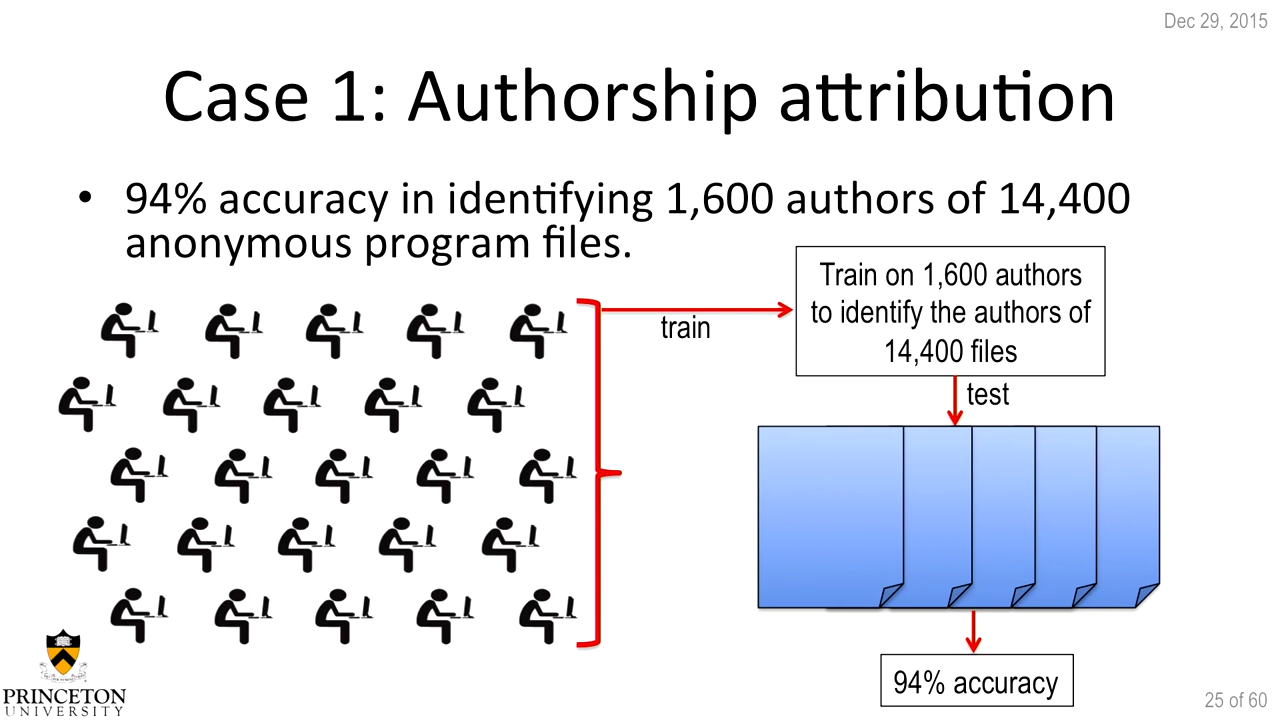 Dec 29, 2015
Case 1: Authorship attribution
• 94% accuracy in identifying 1,600 authors of 14,400
anonymous program files.
Train on 1,600 authors
to identify the authors of
14,400 files
train
test
94% accuracy
PRINCETON
UNIVERSITY
25 of 60